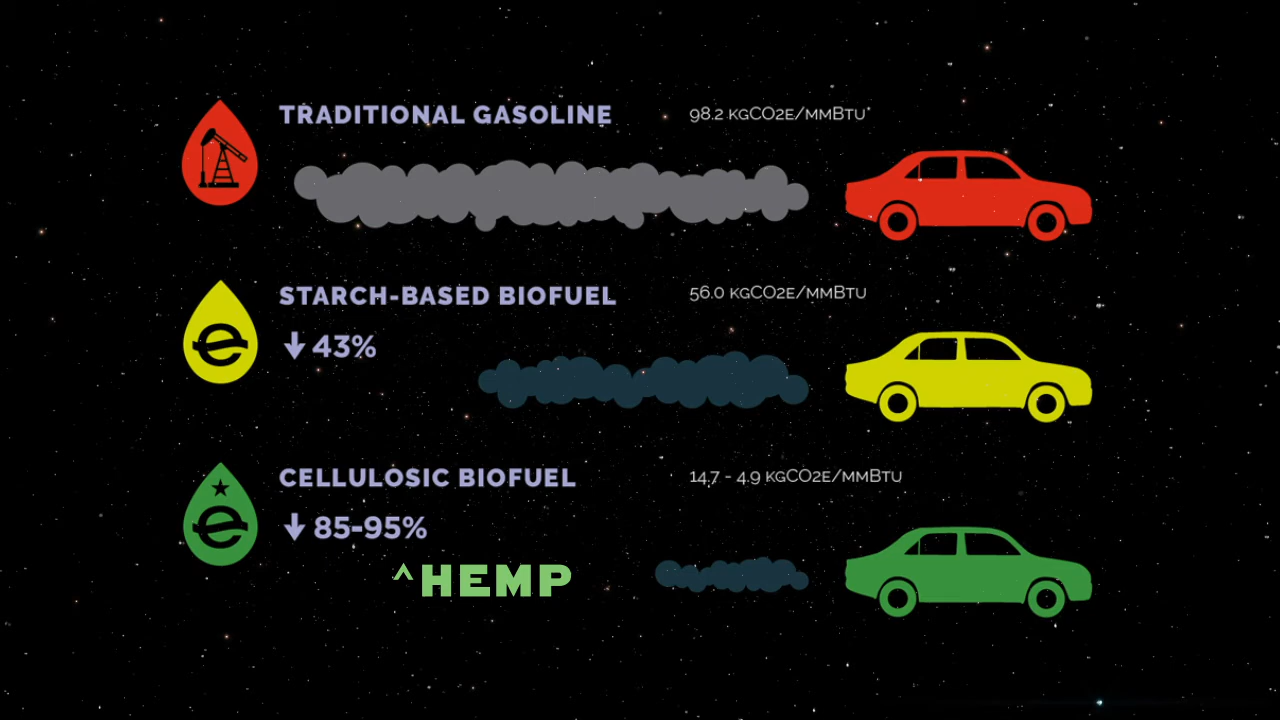 TRADITIONAL GASOLINE 98.2 KGCO2E/MMBTU*
STARCH-BASED BIOFUEL 56.0 KGCO2E/MMBTU
e
↓ 43%
CELLULOSIC BIOFUEL 14.7 - 4.9 KGCO2E/MMBTU
e
↓ 85-95%
^HEMP